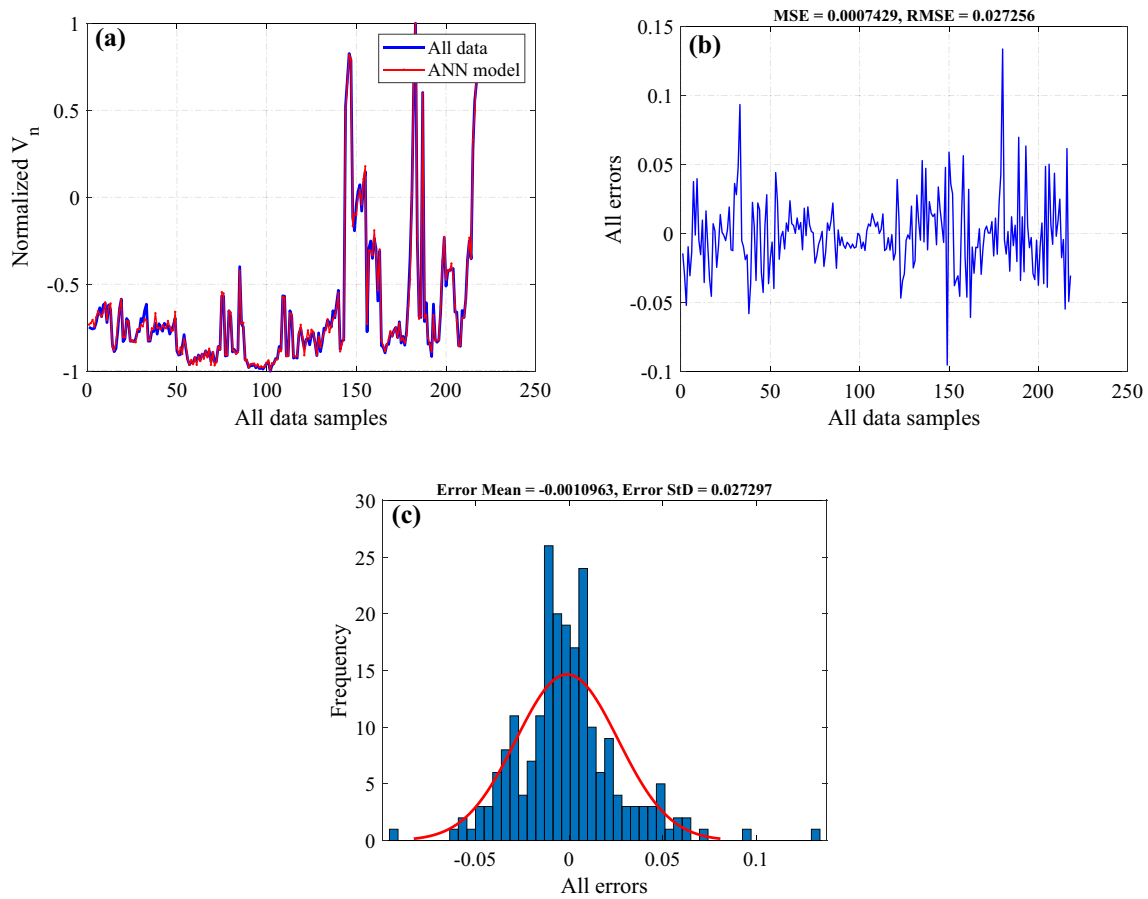 (a)
All data
ANN model
1
0.5
0
-0.5
-1
Normalized V_n
0
50
100
150
200
250
All data samples
MSE = 0.0007429, RMSE = 0.027256
(b)
0.15
0.1
0.05
0
-0.05
-0.1
All errors
0
50
100
150
200
250
All data samples
Error Mean = -0.0010963, Error StD = 0.027297
(c)
30
25
20
15
10
5
0
Frequency
-0.05
0
0.05
0.1
All errors